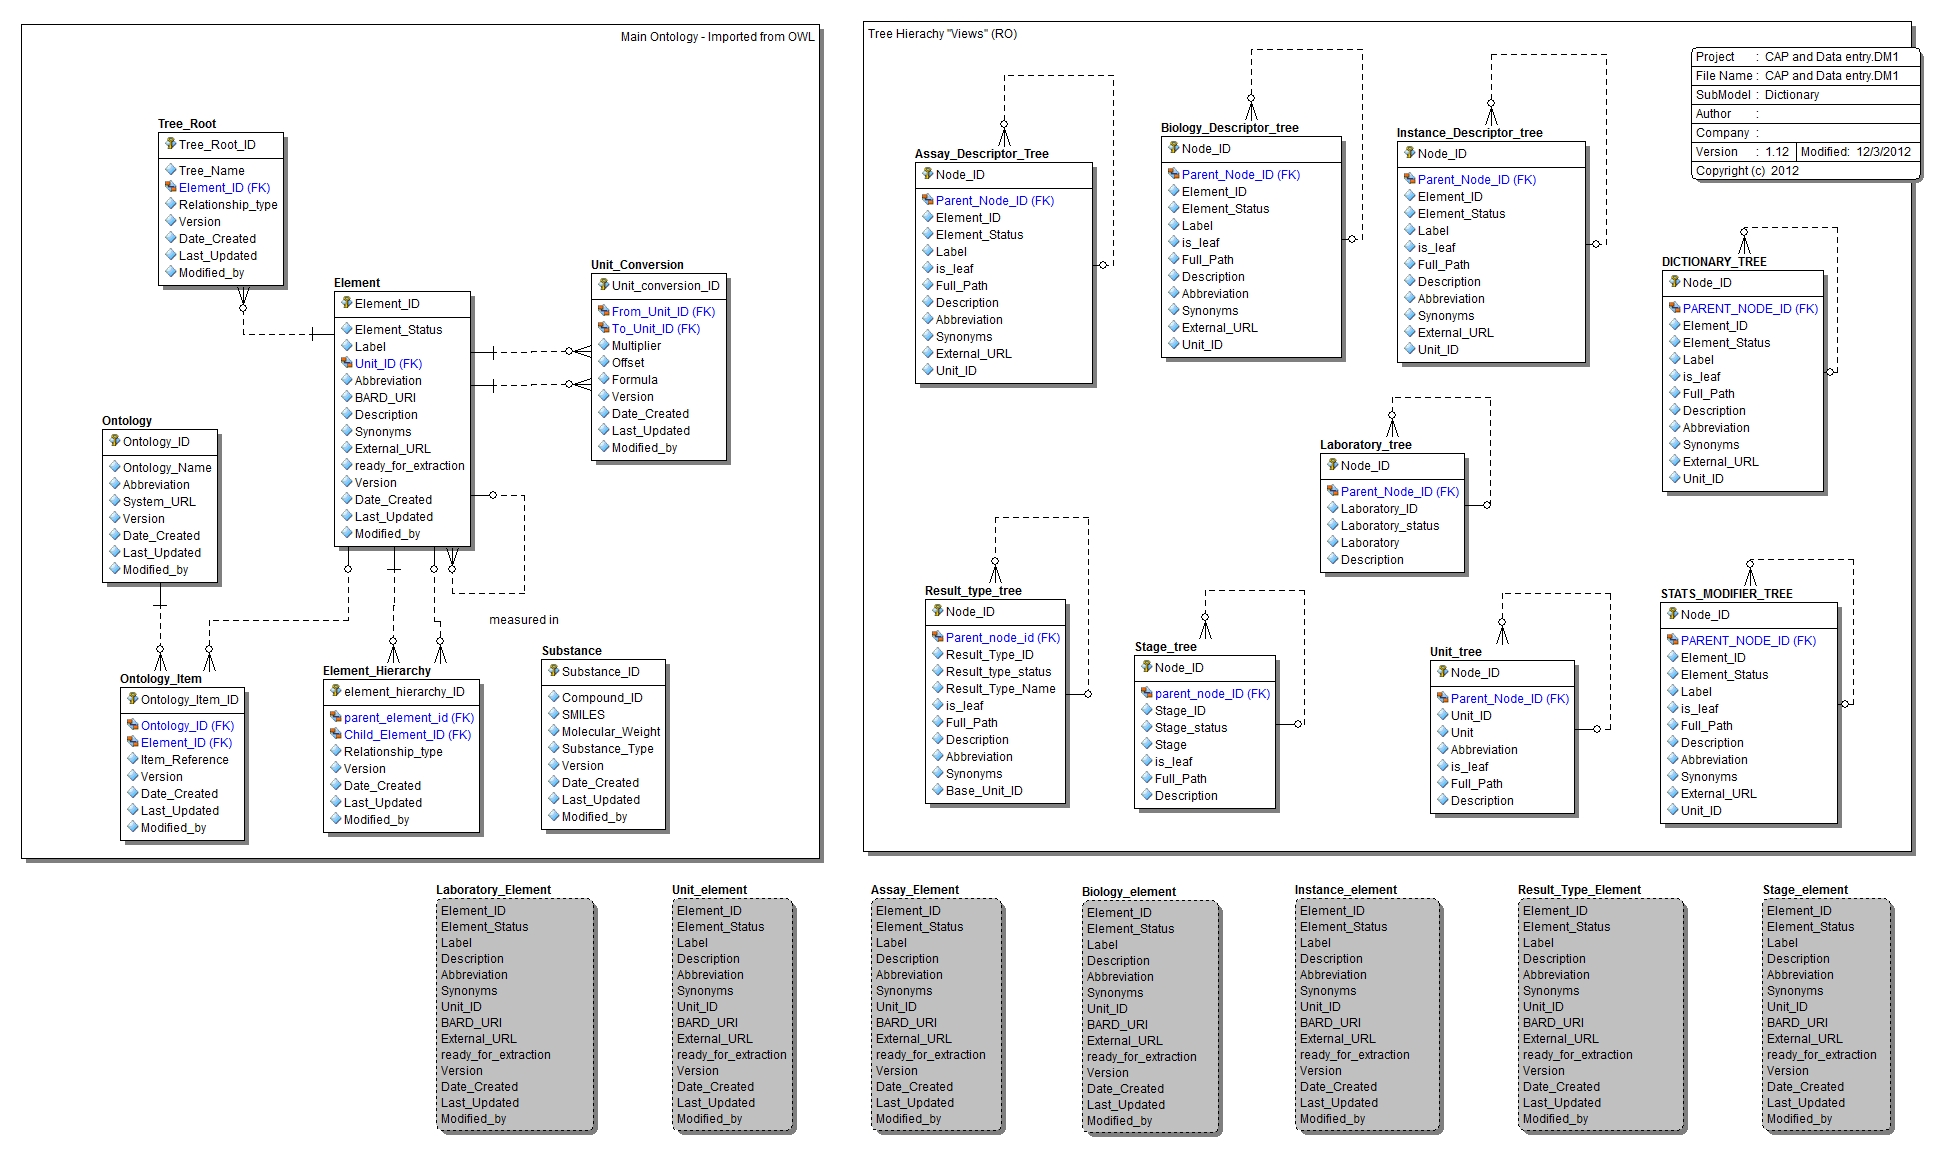 Main Ontology - Imported from OWL
Tree_Root
Tree_Root_ID
Tree_Name
Element_ID (FK)
Relationship_type
Version
Date_Created
Last_Updated
Modified_by
Element
Element_ID
Element_Status
Label
Unit_ID (FK)
Abbreviation
BARD_URI
Description
Synonyms
External_URL
ready_for_extraction
Version
Date_Created
Last_Updated
Modified_by
Unit_Conversion
Unit_conversion_ID
From_Unit_ID (FK)
To_Unit_ID (FK)
Multiplier
Offset
Formula
Version
Date_Created
Last_Updated
Modified_by
Ontology
Ontology_ID
Ontology_Name
Abbreviation
System_URL
Version
Date_Created
Last_Updated
Modified_by
measured in
Ontology_Item
Ontology_Item_ID
Ontology_ID (FK)
Element_ID (FK)
Item_Reference
Version
Date_Created
Last_Updated
Modified_by
Element_Hierarchy
element_hierarchy_ID
parent_element_id (FK)
Child_Element_ID (FK)
Relationship_type
Version
Date_Created
Last_Updated
Modified_by
Substance
Substance_ID
Compound_ID
SMILES
Molecular_Weight
Substance_Type
Version
Date_Created
Last_Updated
Modified_by
Tree Hierachy "Views" (RO)
Project : CAP and Data entry.DM1
File Name : CAP and Data entry.DM1
SubModel : Dictionary
Author :
Company :
Version : 1.12 Modified: 12/3/2012
Copyright (c) 2012
Assay_Descriptor_Tree
Node_ID
Parent_Node_ID (FK)
Element_ID
Element_Status
Label
is_leaf
Full_Path
Description
Abbreviation
Synonyms
External_URL
Unit_ID
Biology_Descriptor_tree
Node_ID
Parent_Node_ID (FK)
Element_ID
Element_Status
Label
is_leaf
Full_Path
Description
Abbreviation
Synonyms
External_URL
Unit_ID
Instance_Descriptor_tree
Node_ID
Parent_Node_ID (FK)
Element_ID
Element_Status
Label
is_leaf
Full_Path
Description
Abbreviation
Synonyms
External_URL
Unit_ID
DICTIONARY_TREE
Node_ID
PARENT_NODE_ID (FK)
Element_ID
Element_Status
Label
is_leaf
Full_Path
Description
Abbreviation
Synonyms
External_URL
Unit_ID
Laboratory_tree
Node_ID
Parent_Node_ID (FK)
Laboratory_ID
Laboratory_status
Laboratory
Description
Result_type_tree
Node_ID
Parent_node_id (FK)
Result_Type_ID
Result_type_status
Result_Type_Name
is_leaf
Full_Path
Description
Abbreviation
Synonyms
Base_Unit_ID
Stage_tree
Node_ID
parent_node_ID (FK)
Stage_ID
Stage_status
Stage
is_leaf
Full_Path
Description
Unit_tree
Node_ID
Parent_Node_ID (FK)
Unit_ID
Unit
Abbreviation
is_leaf
Full_Path
Description
STATS_MODIFIER_TREE
Node_ID
PARENT_NODE_ID (FK)
Element_ID
Element_Status
Label
is_leaf
Full_Path
Description
Abbreviation
Synonyms
External_URL
Unit_ID
Laboratory_Element
Element_ID
Element_Status
Label
Description
Abbreviation
Synonyms
Unit_ID
BARD_URI
External_URL
ready_for_extraction
Version
Date_Created
Last_Updated
Modified_by
Unit_element
Element_ID
Element_Status
Label
Description
Abbreviation
Synonyms
Unit_ID
BARD_URI
External_URL
ready_for_extraction
Version
Date_Created
Last_Updated
Modified_by
Assay_Element
Element_ID
Element_Status
Label
Description
Abbreviation
Synonyms
Unit_ID
BARD_URI
External_URL
ready_for_extraction
Version
Date_Created
Last_Updated
Modified_by
Biology_element
Element_ID
Element_Status
Label
Description
Abbreviation
Synonyms
Unit_ID
BARD_URI
External_URL
ready_for_extraction
Version
Date_Created
Last_Updated
Modified_by
Instance_element
Element_ID
Element_Status
Label
Description
Abbreviation
Synonyms
Unit_ID
BARD_URI
External_URL
ready_for_extraction
Version
Date_Created
Last_Updated
Modified_by
Result_Type_Element
Element_ID
Element_Status
Label
Description
Abbreviation
Synonyms
Unit_ID
BARD_URI
External_URL
ready_for_extraction
Version
Date_Created
Last_Updated
Modified_by
Stage_element
Element_ID
Element_Status
Label
Description
Abbreviation
Synonyms
Unit_ID
BARD_URI
External_URL
ready_for_extraction
Version
Date_Created
Last_Updated
Modified_by